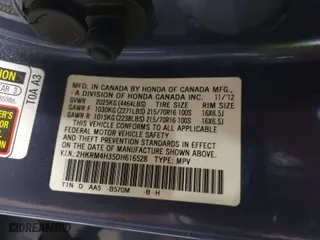 MFD. IN CANADA BY HONDA OF CANADA MFG.,
A DIVISION OF HONDA CANADA INC. 11/12
GVWR 2025KG (4464LBS) TIRE SIZE RIM SIZE
GAWR F 1030KG (2271LBS) 215/70R16 100S 16X6.5J
GAWR R 1015KG (2238LBS) 215/70R16 100S 16X6.5J
THIS VEHICLE CONFORMS TO ALL APPLICABLE
FEDERAL MOTOR VEHICLE SAFETY
AND THEFT PREVENTION STANDARDS IN EFFECT
ON THE DATE OF MANUFACTURE SHOWN ABOVE.
V.I.N. : 2HKRM4H35DH616528 TYPE: MPV
TIN D AA5 B570M B H
TOA A3